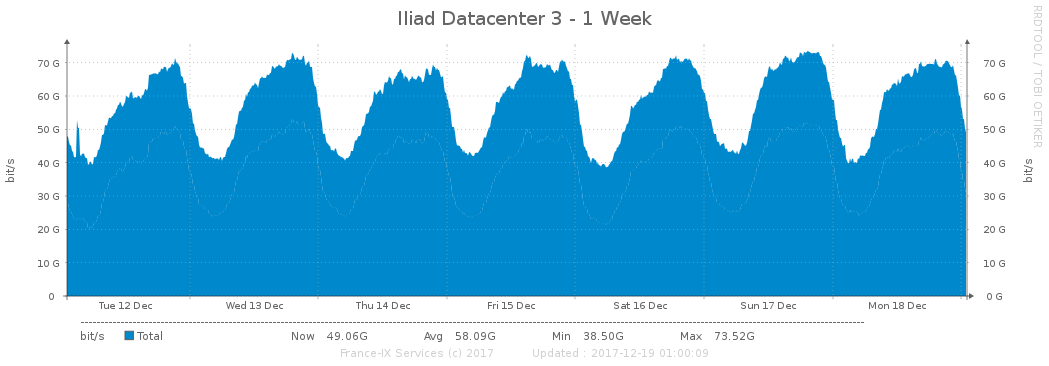 Iliad Datacenter 3 - 1 Week
RRDTOOL / TOBI OETIKER
bit/s
70 G 70 G
60 G 60 G
50 G 50 G
40 G 40 G
30 G 30 G
20 G 20 G
10 G 10 G
0 0 G
bit/s
Tue 12 Dec Wed 13 Dec Thu 14 Dec Fri 15 Dec Sat 16 Dec Sun 17 Dec Mon 18 Dec
bit/s Total Now 49.06G Avg 58.09G Min 38.50G Max 73.52G
France-IX Services (c) 2017 Updated : 2017-12-19 01:00:09